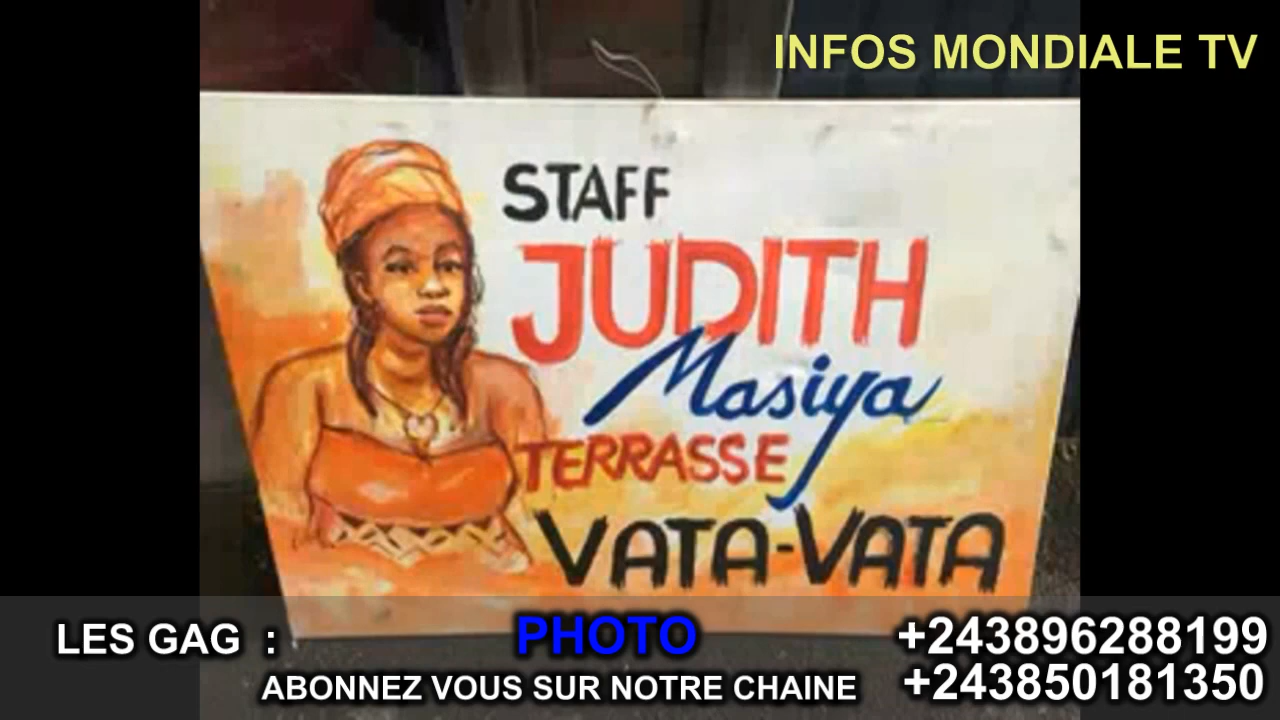 INFOS MONDIALE TV
STAFF
JUDITH
Masiya
TERRASSE
VATA-VATA
LES GAG :
PHOTO
+243896288199
ABONNEZ VOUS SUR NOTRE CHAINE
+243850181350